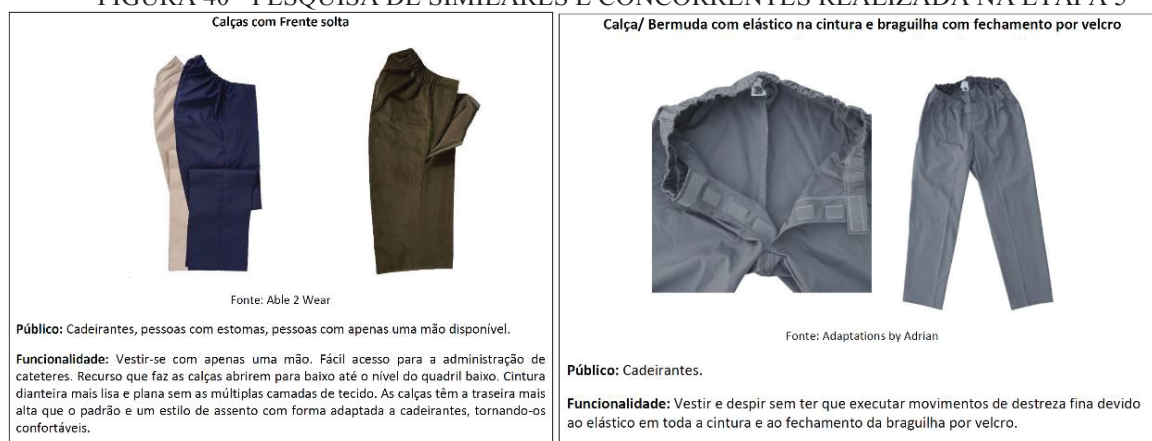 FIGURA 40 - PESQUISA DE SIMILARES E CONCORRENTES REALIZADA NA ETAPA 3
Calças com Frente solta
Fonte: Able 2 Wear
Público: Cadeirantes, pessoas com estomas, pessoas com apenas uma mão disponível.
Funcionalidade: Vestir-se com apenas uma mão. Fácil acesso para a administração de
cateteres. Recurso que faz as calças abrirem para baixo até o nível do quadril baixo. Cintura
dianteira mais lisa e plana sem as múltiplas camadas de tecido. As calças têm a traseira mais
alta que o padrão e um estilo de assento com forma adaptada a cadeirantes, tornando-os
confortáveis.
Calça/ Bermuda com elástico na cintura e braguilha com fechamento por velcro
Fonte: Adaptations by Adrian
Público: Cadeirantes.
Funcionalidade: Vestir e despir sem ter que executar movimentos de destreza fina devido
ao elástico em toda a cintura e ao fechamento da braguilha por velcro.